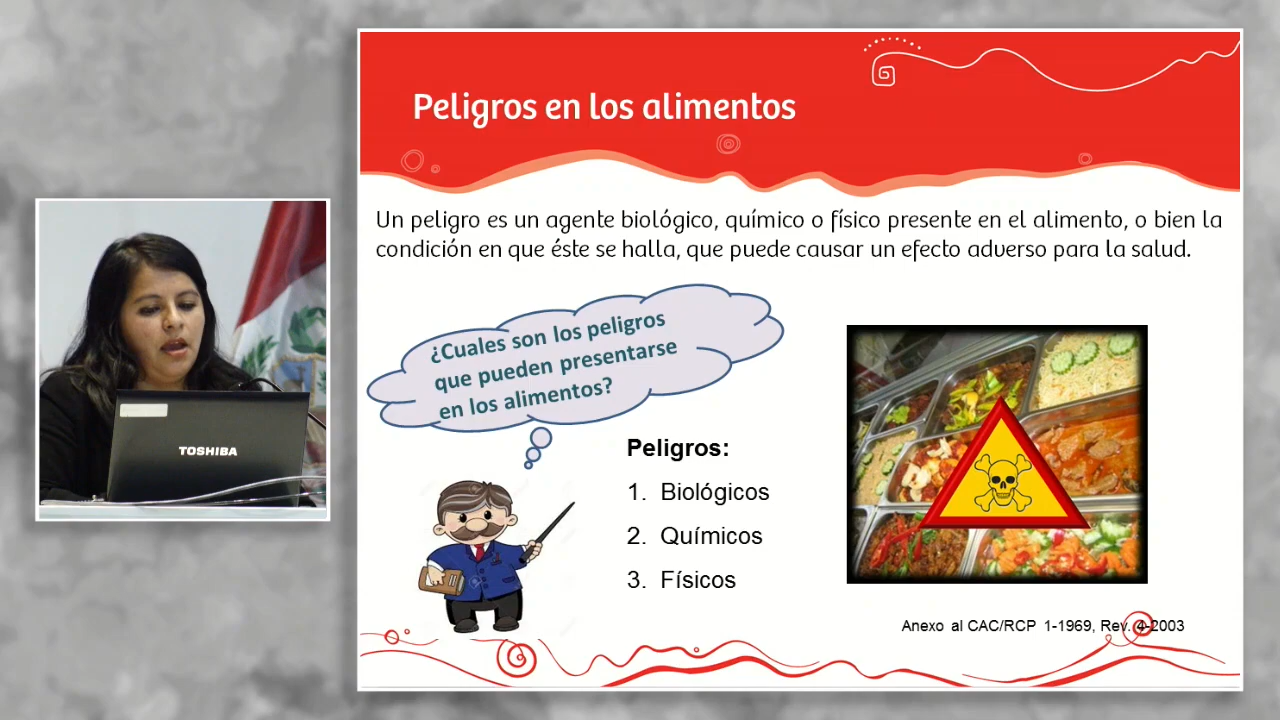 Peligros en los alimentos
Un peligro es un agente biológico, químico o físico presente en el alimento, o bien la
condición en que éste se halla, que puede causar un efecto adverso para la salud.
¿Cuales son los peligros
que pueden presentarse
en los alimentos?
TOSHIBA
Peligros:
1. Biológicos
2. Químicos
3. Físicos
Anexo al CAC/RCP 1-1969, Rev. 4-2003